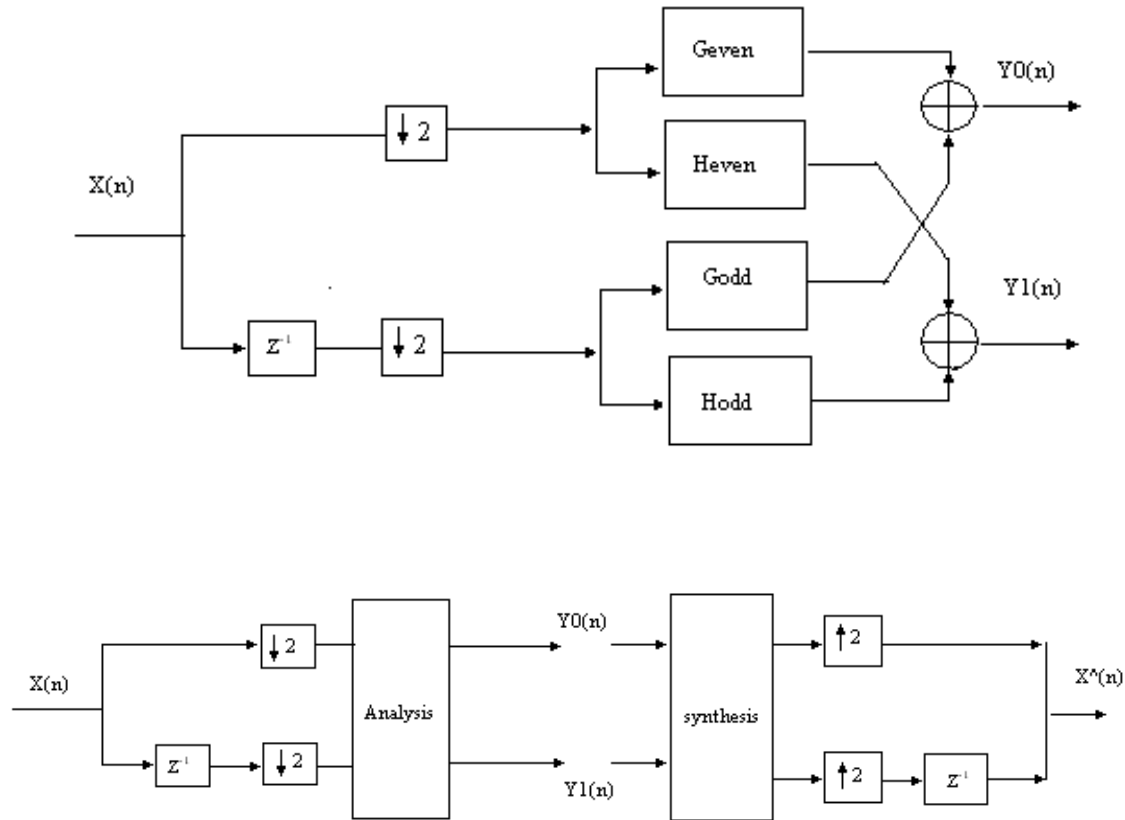 Geven
Y0(n)
↓ 2
Heven
X(n)
Godd
Y1(n)
Z⁻¹
↓ 2
Hodd
Y0(n)
↓ 2
↑ 2
X(n)
X^(n)
Analysis
synthesis
Z⁻¹
↓ 2
↑ 2
Z⁻¹
Y1(n)